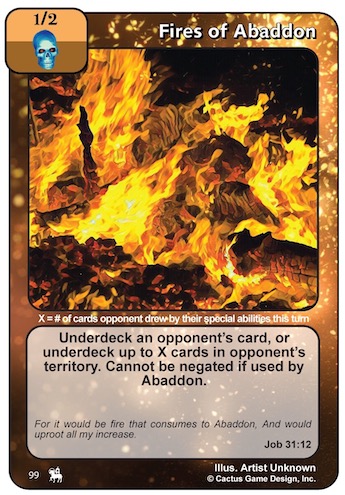 1/2
Fires of Abaddon
X = # of cards opponent drew by their special abilities this turn
Underdeck an opponent's card, or
underdeck up to X cards in opponent's
territory. Cannot be negated if used by
Abaddon.
For it would be fire that consumes to Abaddon, And would
uproot all my increase.
Job 31:12
99
Illus. Artist Unknown
© Cactus Game Design, Inc.